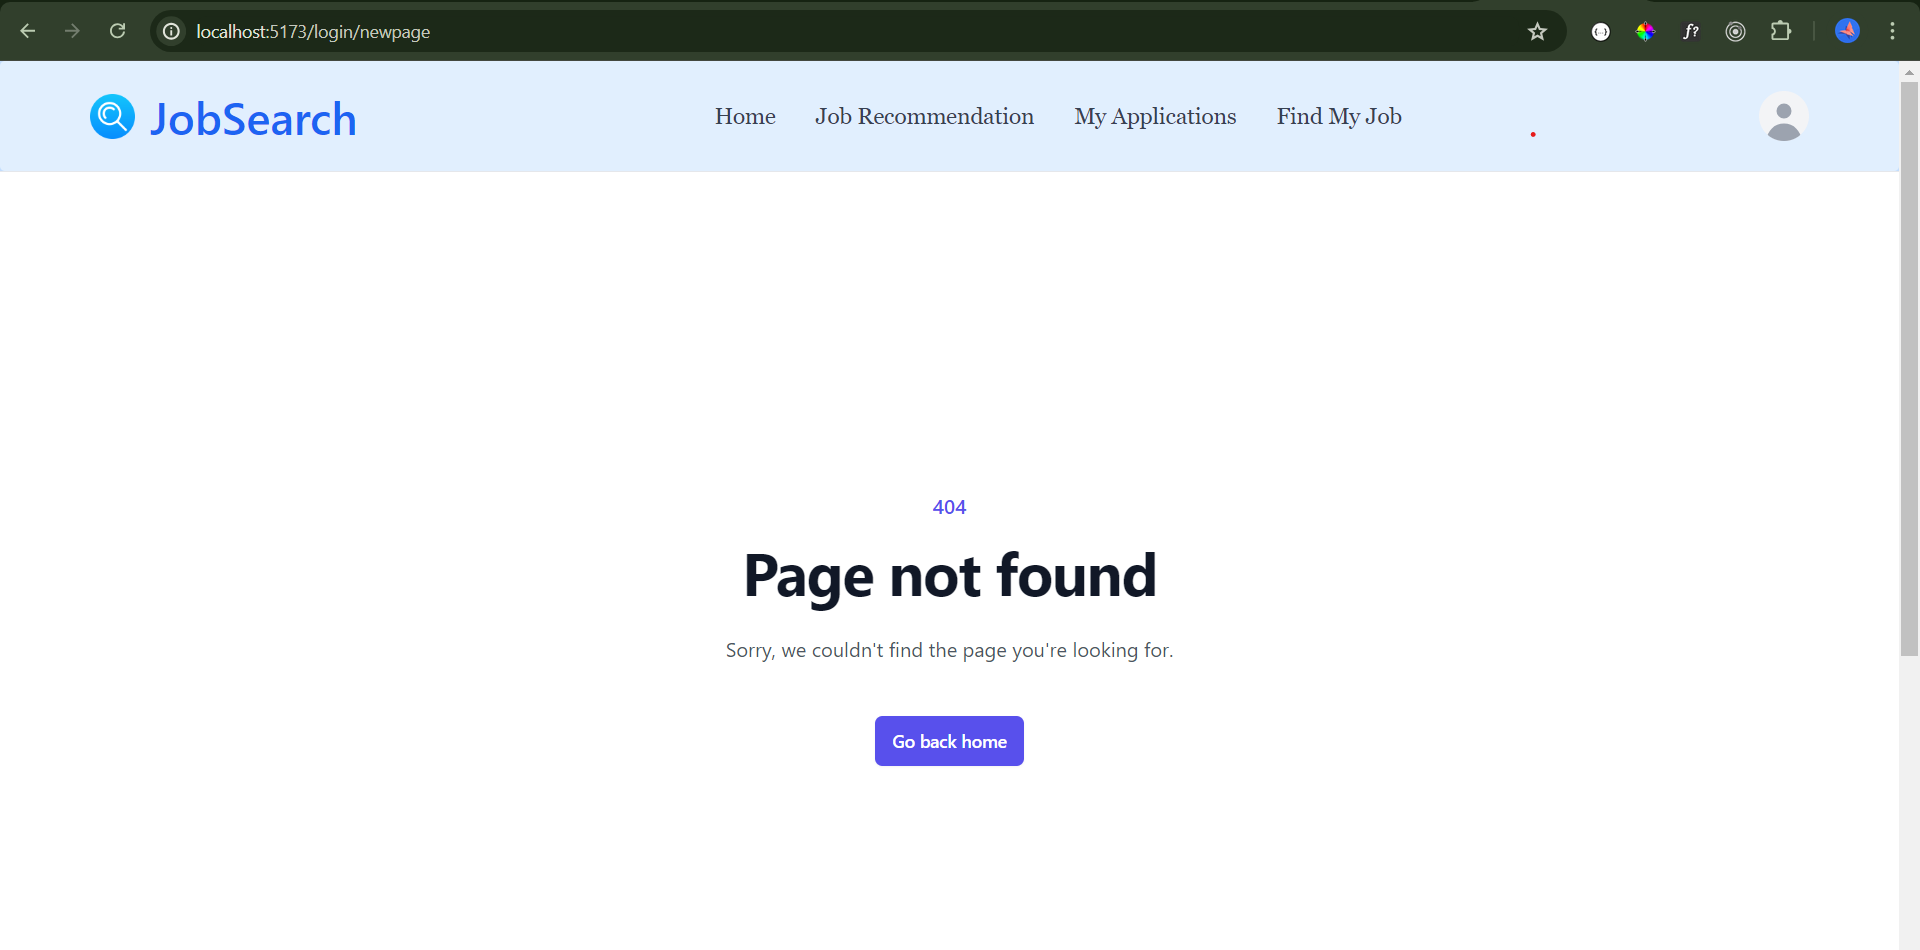 localhost:5173/login/newpage
f?
JobSearch
Home Job Recommendation My Applications Find My Job
404
Page not found
Sorry, we couldn't find the page you're looking for.
Go back home